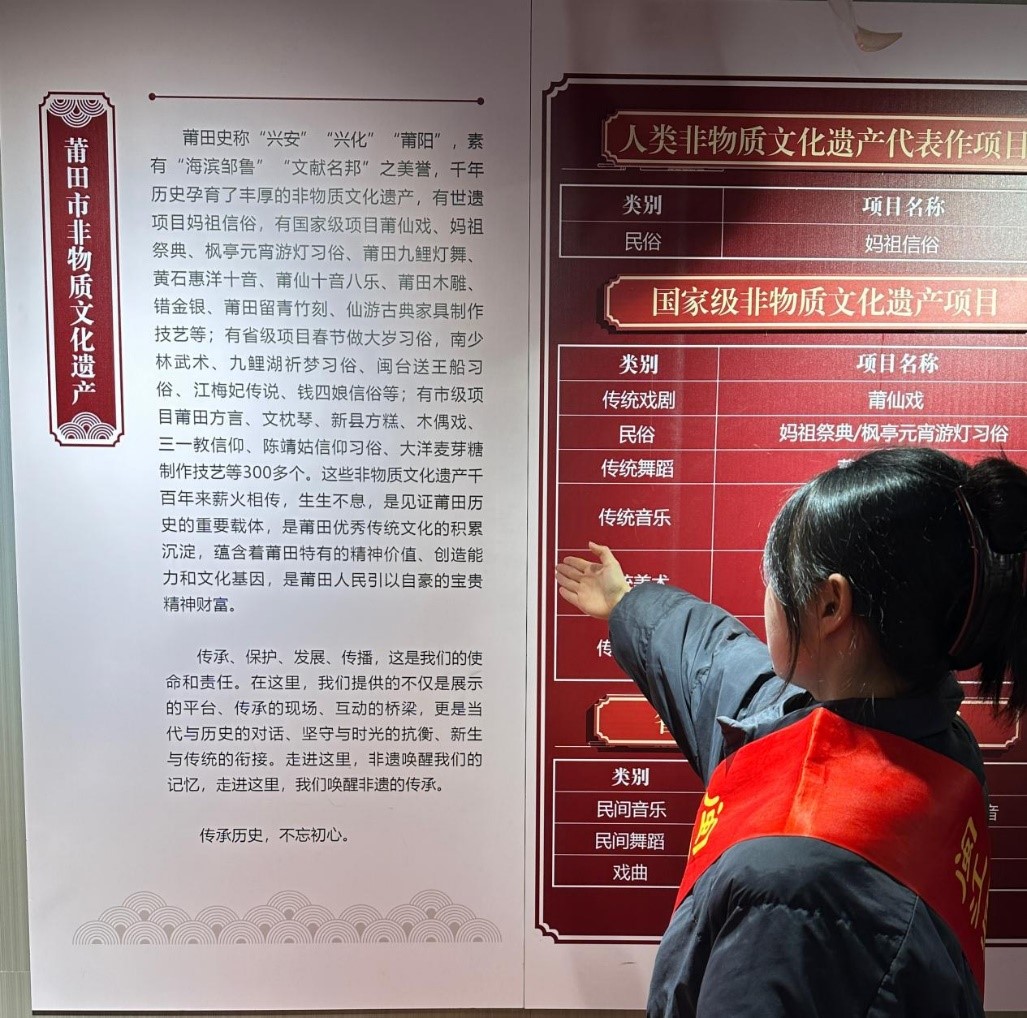 莆田市非物质文化遗产
莆田史称“兴安”“兴化”“莆阳”，素
有“海滨邹鲁”“文献名邦”之美誉，千年
历史孕育了丰厚的非物质文化遗产，有世遗
项目妈祖信俗，有国家级项目莆仙戏、妈祖
祭典、枫亭元宵游灯习俗、莆田九鲤灯舞、
黄石惠洋十音、莆仙十音八乐、莆田木雕、
错金银、莆田留青竹刻、仙游古典家具制作
技艺等；有省级项目春节做大岁习俗，南少
林武术、九鲤湖祈梦习俗、闽台送王船习
俗、江梅妃传说、钱四娘信俗等；有市级项
目莆田方言、文枕琴、新县方糕、木偶戏、
三一教信仰、陈靖姑信仰习俗、大洋麦芽糖
制作技艺等300多个。这些非物质文化遗产千
百年来薪火相传，生生不息，是见证莆田历
史的重要载体，是莆田优秀传统文化的积累
沉淀，蕴含着莆田特有的精神价值、创造能
力和文化基因，是莆田人民引以自豪的宝贵
精神财富。
传承、保护、发展、传播，这是我们的使
命和责任。在这里，我们提供的不仅是展示
的平台、传承的现场、互动的桥梁，更是当
代与历史的对话、坚守与时光的抗衡、新生
与传统的衔接。走进这里，非遗唤醒我们的
记忆，走进这里，我们唤醒非遗的传承。
传承历史，不忘初心。
人类非物质文化遗产代表作项目
类别 项目名称
民俗 妈祖信俗
国家级非物质文化遗产项目
类别 项目名称
传统戏剧 莆仙戏
民俗 妈祖祭典/枫亭元宵游灯习俗
传统舞蹈
传统音乐
美术
传
类别
民间音乐 音
民间舞蹈
戏曲
闽江